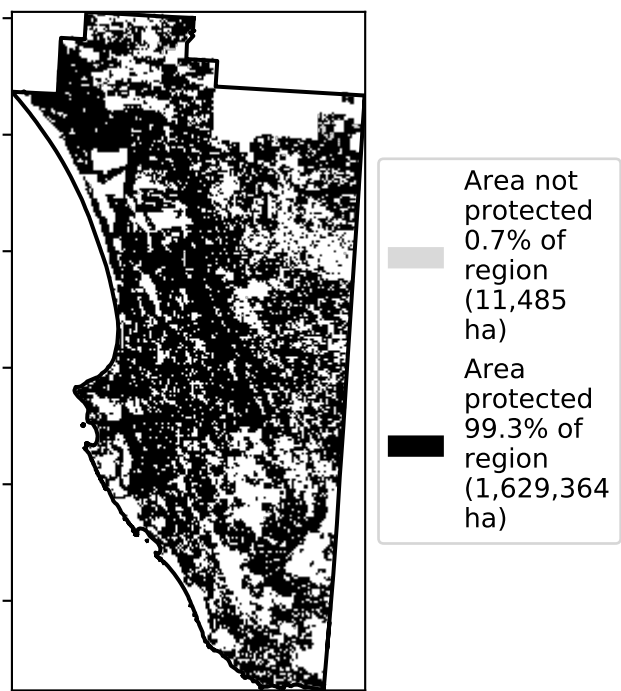 Area not
protected
0.7% of
region
(11,485
ha)
Area
protected
99.3% of
region
(1,629,364
ha)